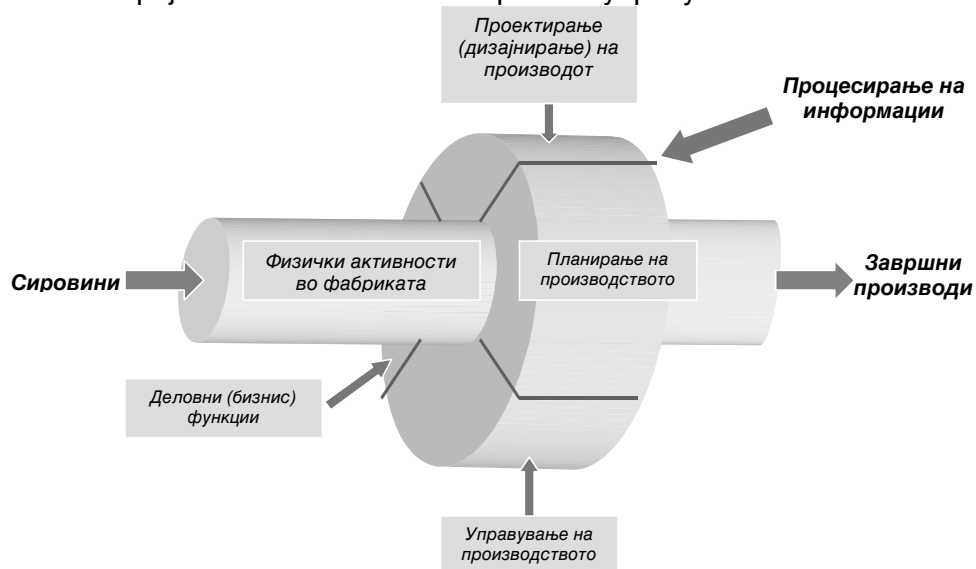 Проектирање
(дизајнирање) на
производот
Процесирање на
информации
Физички активности
во фабриката
Планирање на
производството
Сировини
Завршни
производи
Деловни (бизнис)
функции
Управување на
производството